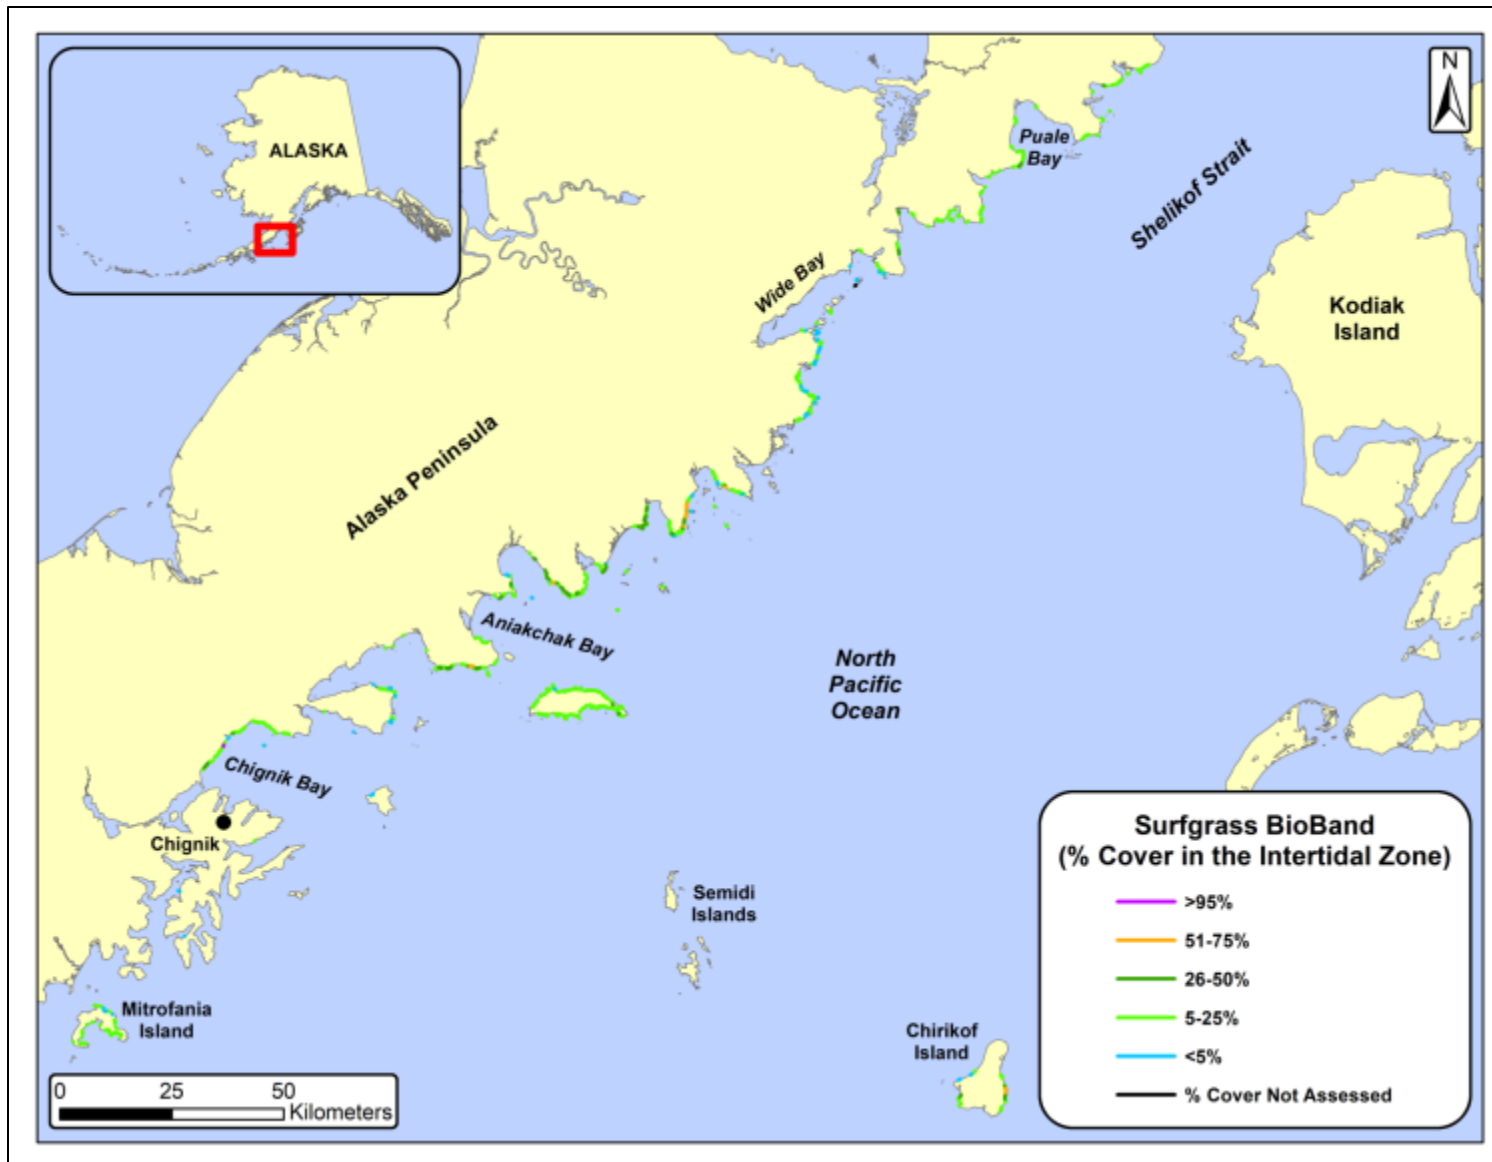 N
ALASKA
Puale
Bay
Shelikof Strait
Wide Bay
Kodiak
Island
Alaska Peninsula
Aniakchak Bay
North
Pacific
Ocean
Chignik Bay
Chignik
Semidi
Islands
Mitrofania
Island
Chirikof
Island
Surfgrass BioBand
(% Cover in the Intertidal Zone)
>95%
51-75%
26-50%
5-25%
<5%
% Cover Not Assessed
0 25 50
Kilometers